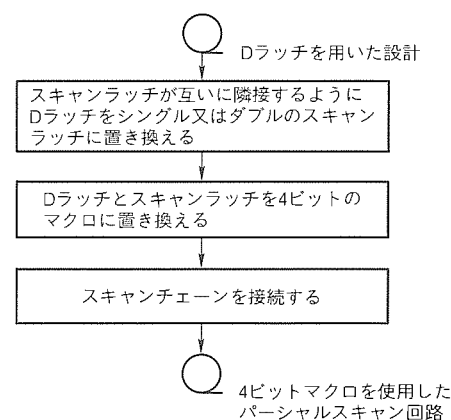 Dラッチを用いた設計
スキャンラッチが互いに隣接するように
Dラッチをシングル又はダブルのスキャン
ラッチに置き換える
Dラッチとスキャンラッチを4ビットの
マクロに置き換える
スキャンチェーンを接続する
4ビットマクロを使用した
パーシャルスキャン回路